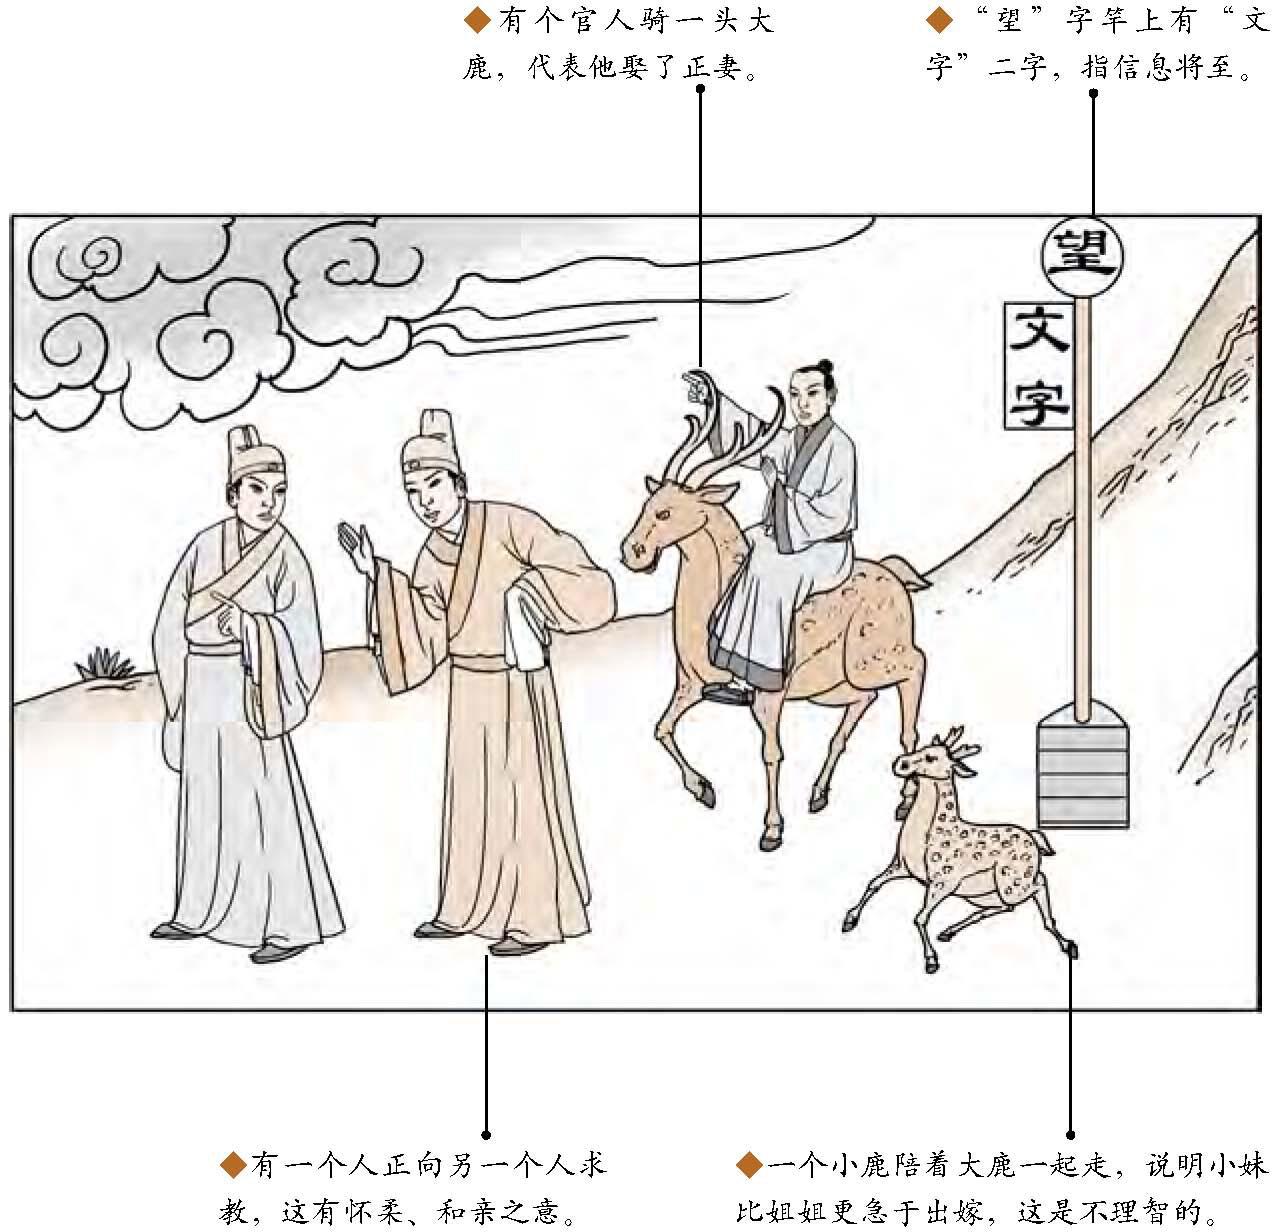 ◆有个官人骑一头大
鹿，代表他娶了正妻。
◆“望”字竿上有“文
字”二字，指信息将至。
望
文
字
◆有一个人正向另一个人求
教，这有怀柔、和亲之意。
◆一个小鹿陪着大鹿一起走，说明小妹
比姐姐更急于出嫁，这是不理智的。